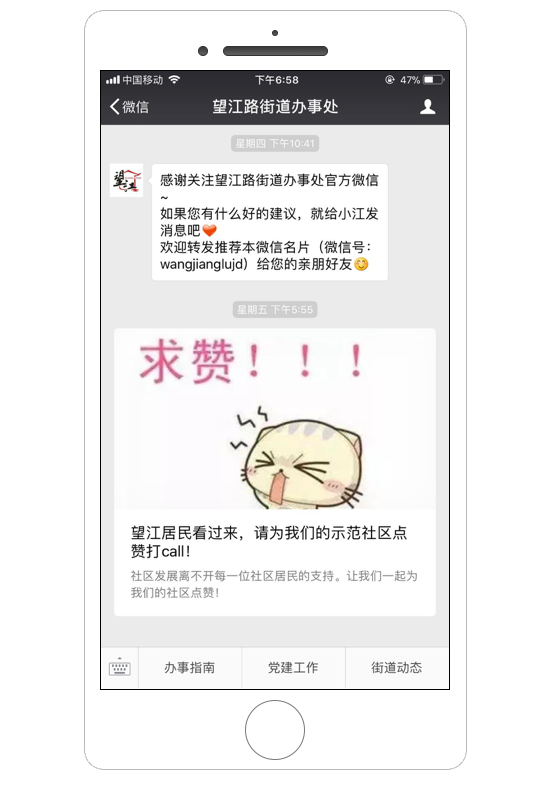 中国移动
下午6:58
47%
微信
望江路街道办事处
星期四 下午10:41
望江
感谢关注望江路街道办事处官方微信
~
如果您有什么好的建议，就给小江发
消息吧
欢迎转发推荐本微信名片（微信号：
wangjianglujd）给您的亲朋好友
星期五 下午5:55
求赞！！！
望江居民看过来，请为我们的示范社区点
赞打call！
社区发展离不开每一位社区居民的支持。让我们一起为
我们的社区点赞！
办事指南
党建工作
街道动态